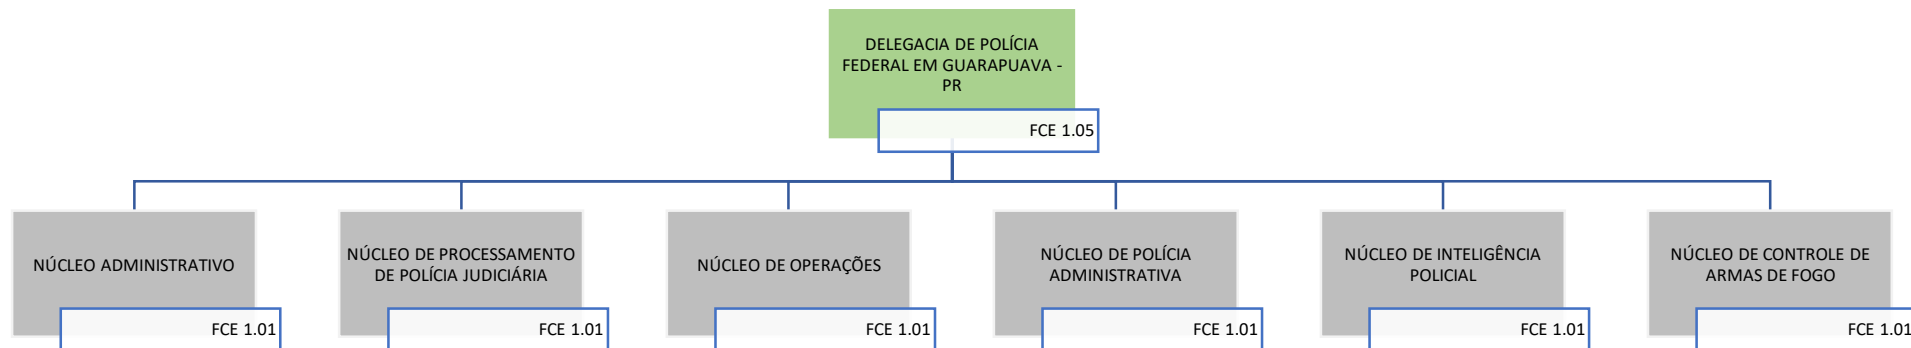 DELEGACIA DE POLÍCIA
FEDERAL EM GUARAPUAVA -
PR
FCE 1.05
NÚCLEO ADMINISTRATIVO
FCE 1.01
NÚCLEO DE PROCESSAMENTO
DE POLÍCIA JUDICIÁRIA
FCE 1.01
NÚCLEO DE OPERAÇÕES
FCE 1.01
NÚCLEO DE POLÍCIA
ADMINISTRATIVA
FCE 1.01
NÚCLEO DE INTELIGÊNCIA
POLICIAL
FCE 1.01
NÚCLEO DE CONTROLE DE
ARMAS DE FOGO
FCE 1.01